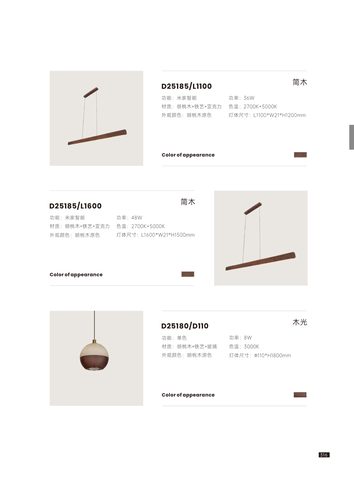 简木
D25185/L1100
功能：米家智能
功率：36W
材质：胡桃木+铁艺+亚克力
色温：2700K+5000K
外观颜色：胡桃木原色
灯体尺寸：L1100*W21*H1200mm
Color of appearance
简木
D25185/L1600
功能：米家智能
功率：48W
材质：胡桃木+铁艺+亚克力
色温：2700K+5000K
外观颜色：胡桃木原色
灯体尺寸：L1600*W21*H1500mm
Color of appearance
木光
D25180/D110
功能：单色
功率：8W
材质：胡桃木+铁艺+玻璃
色温：3000K
外观颜色：胡桃木原色
灯体尺寸：Φ110*H1800mm
Color of appearance